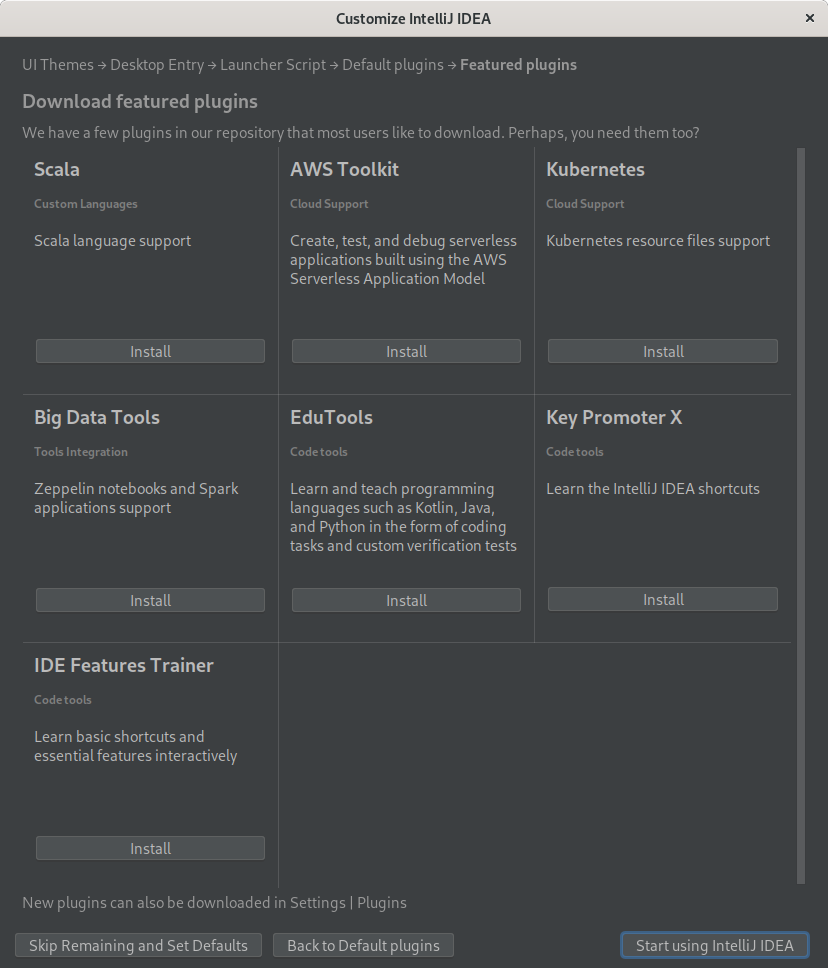 Customize IntelliJ IDEA
×
UI Themes → Desktop Entry → Launcher Script → Default plugins → Featured plugins
Download featured plugins
We have a few plugins in our repository that most users like to download. Perhaps, you need them too?
Scala
Custom Languages
Scala language support
Install
AWS Toolkit
Cloud Support
Create, test, and debug serverless
applications built using the AWS
Serverless Application Model
Install
Kubernetes
Cloud Support
Kubernetes resource files support
Install
Big Data Tools
Tools Integration
Zeppelin notebooks and Spark
applications support
Install
EduTools
Code tools
Learn and teach programming
languages such as Kotlin, Java,
and Python in the form of coding
tasks and custom verification tests
Install
Key Promoter X
Code tools
Learn the IntelliJ IDEA shortcuts
Install
IDE Features Trainer
Code tools
Learn basic shortcuts and
essential features interactively
Install
New plugins can also be downloaded in Settings | Plugins
Skip Remaining and Set Defaults
Back to Default plugins
Start using IntelliJ IDEA